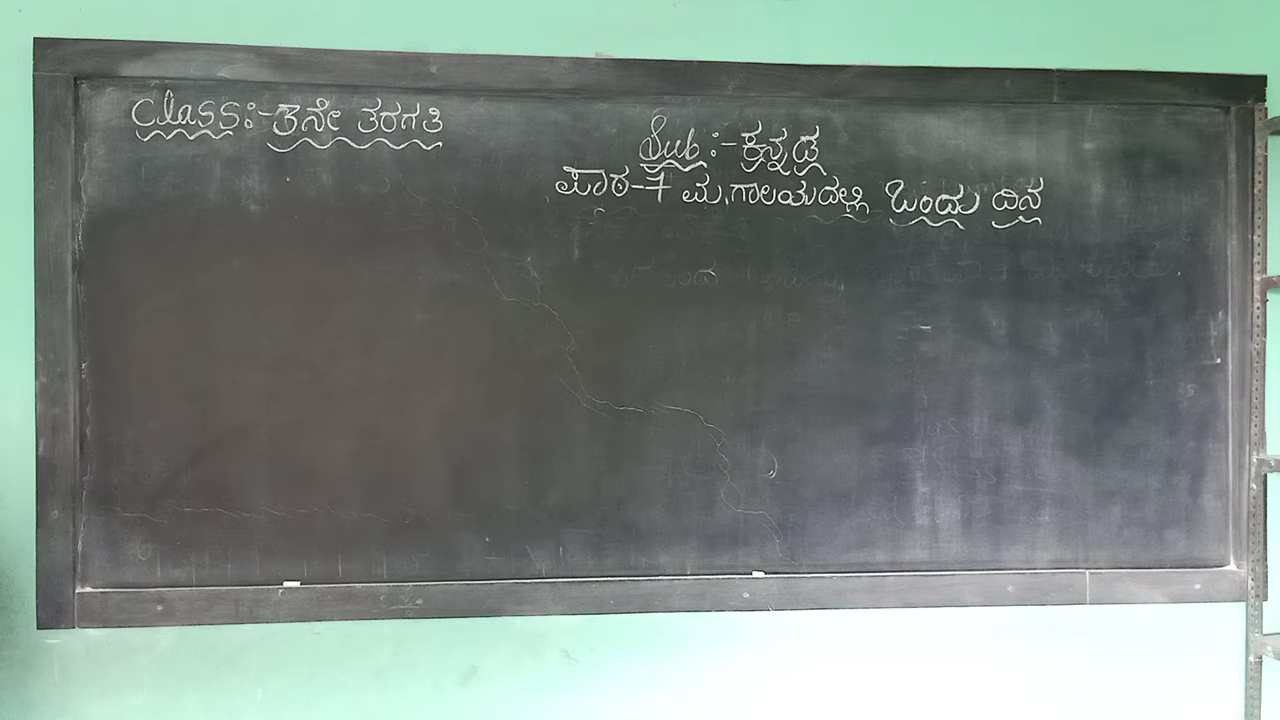 Class:- 3ನೇ ತರಗತಿ
Sub:- ಕನ್ನಡ
ಪಾಠ-7 ಮೃಗಾಲಯದಲ್ಲಿ ಒಂದು ದಿನ